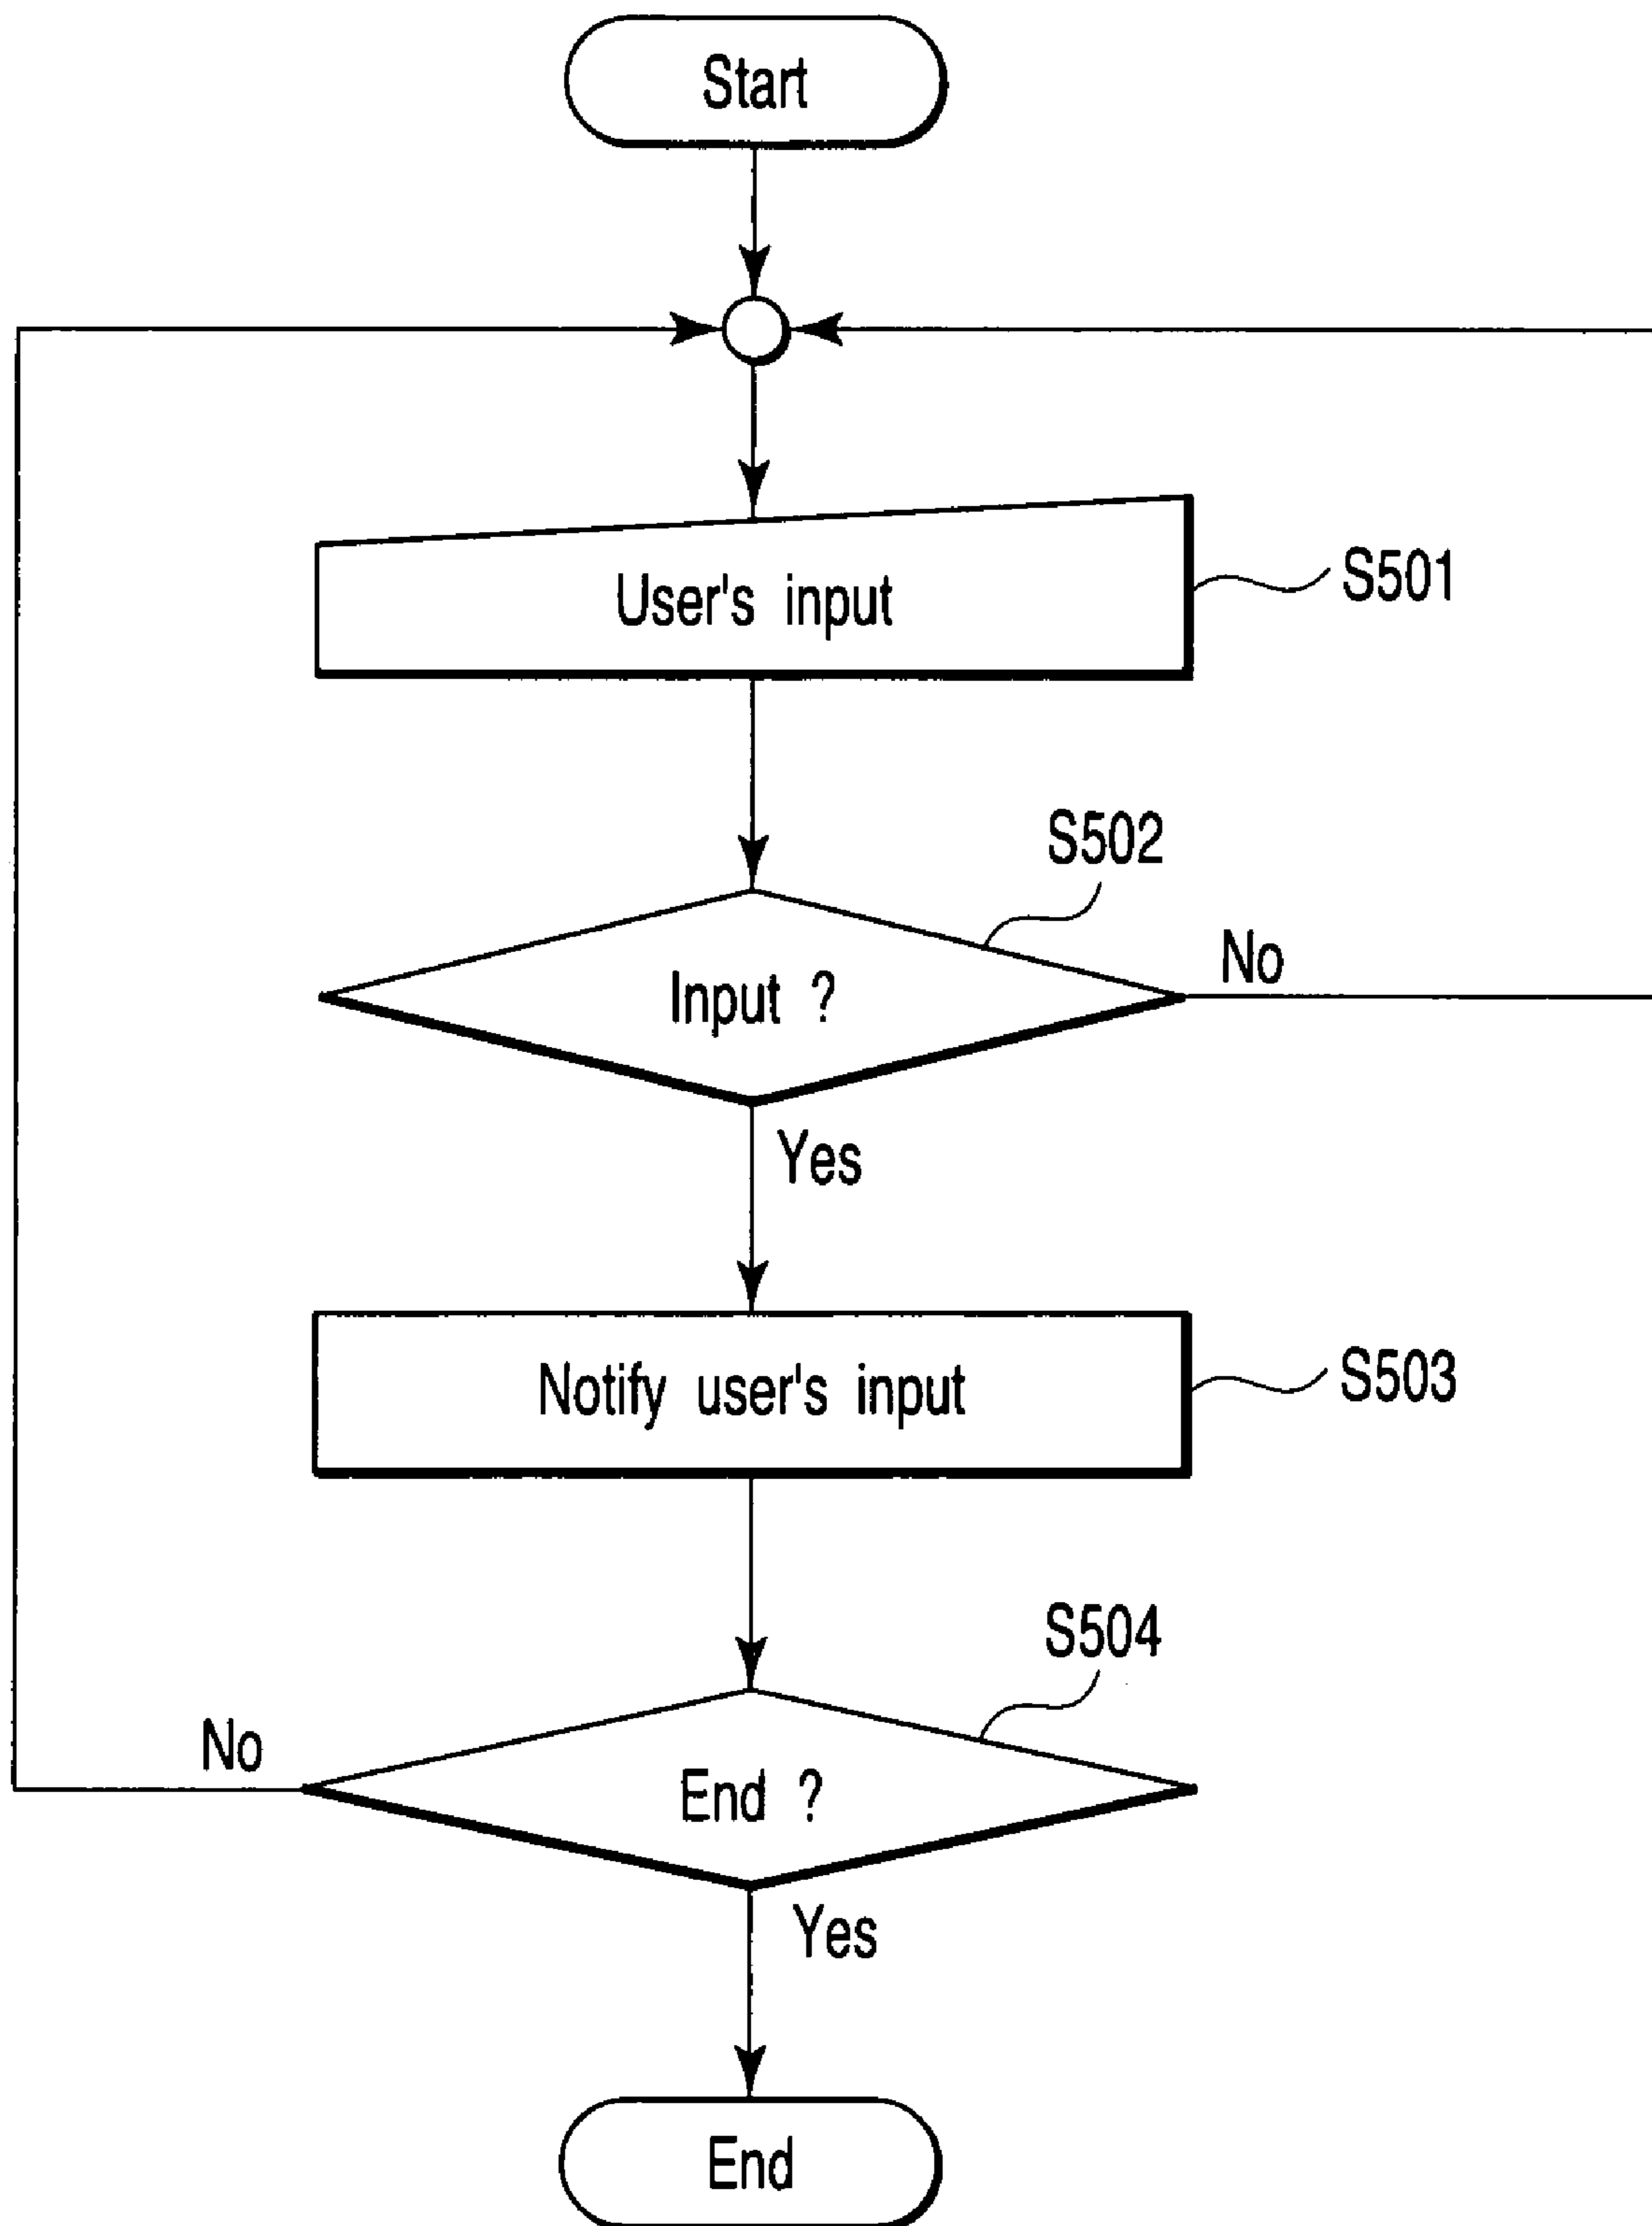 Start
User's input
S501
S502
Input ?
No
Yes
Notify user's input
S503
S504
No
End ?
Yes
End